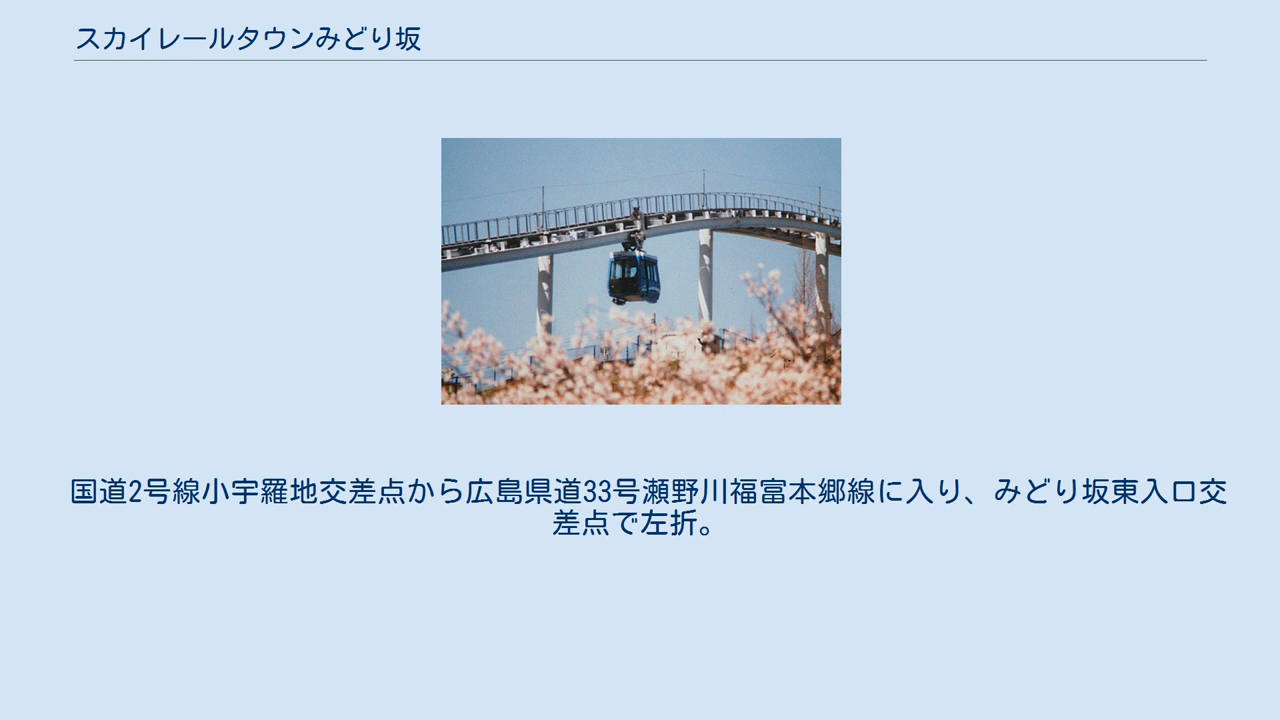 スカイレールタウンみどり坂
国道2号線小宇羅地交差点から広島県道33号瀬野川福富本郷線に入り、みどり坂東入口交
差点で左折。